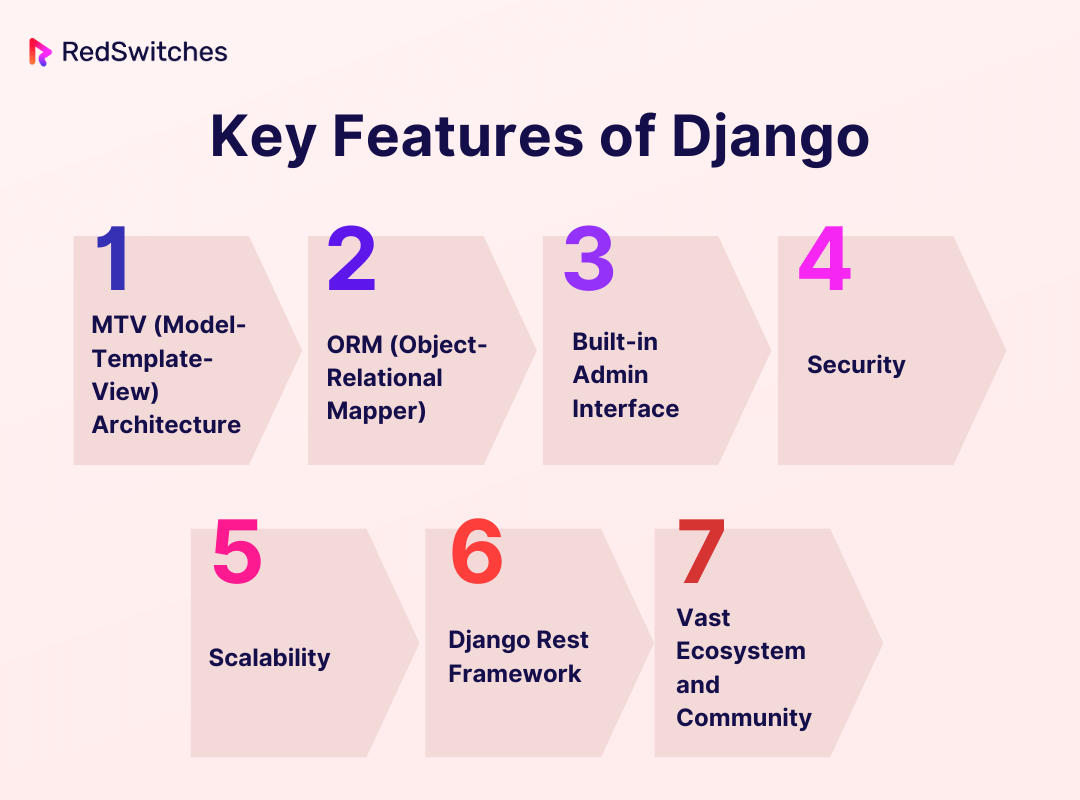 RedSwitches
Key Features of Django
1
MTV (Model-
Template-
View)
Architecture
2
ORM (Object-
Relational
Mapper)
3
Built-in
Admin
Interface
4
Security
5
Scalability
6
Django Rest
Framework
7
Vast
Ecosystem
and
Community